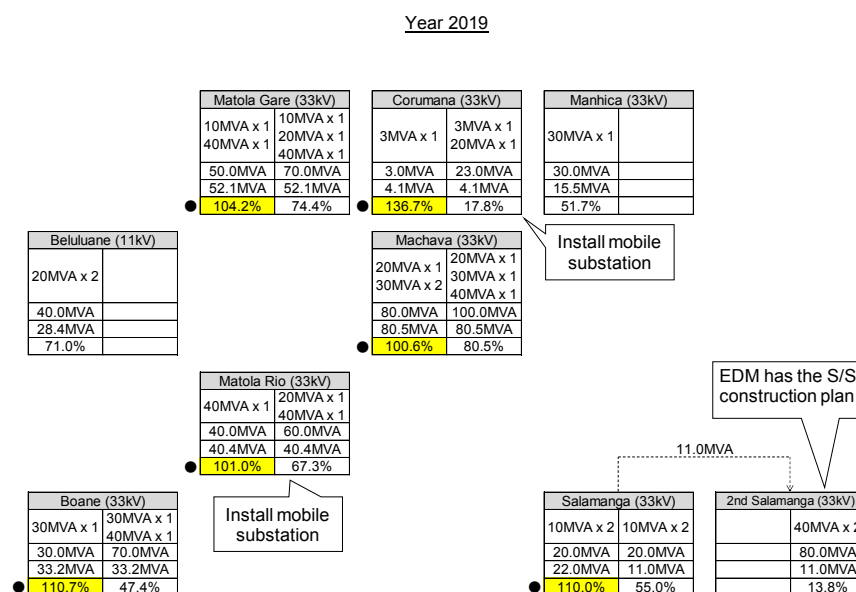 Year 2019
Matola Gare (33kV)
10MVA x 1
40MVA x 1
10MVA x 1
20MVA x 1
40MVA x 1
50.0MVA 70.0MVA
52.1MVA 52.1MVA
104.2% 74.4%
Corumana (33kV)
3MVA x 1
3MVA x 1
20MVA x 1
3.0MVA 23.0MVA
4.1MVA 4.1MVA
136.7% 17.8%
Manhica (33kV)
30MVA x 1
30.0MVA
15.5MVA
51.7%
Install mobile
substation
Beluluane (11kV)
20MVA x 2
40.0MVA
28.4MVA
71.0%
Machava (33kV)
20MVA x 1
30MVA x 2
20MVA x 1
30MVA x 1
40MVA x 1
80.0MVA 100.0MVA
80.5MVA 80.5MVA
100.6% 80.5%
Matola Rio (33kV)
40MVA x 1
20MVA x 1
40MVA x 1
40.0MVA 60.0MVA
40.4MVA 40.4MVA
101.0% 67.3%
Install mobile
substation
EDM has the S/S
construction plan
11.0MVA
Boane (33kV)
30MVA x 1
30MVA x 1
40MVA x 1
30.0MVA 70.0MVA
33.2MVA 33.2MVA
110.7% 47.4%
Salamanga (33kV)
10MVA x 2 10MVA x 2
20.0MVA 20.0MVA
22.0MVA 11.0MVA
110.0% 55.0%
2nd Salamanga (33kV)
40MVA x 2
80.0MVA
11.0MVA
13.8%